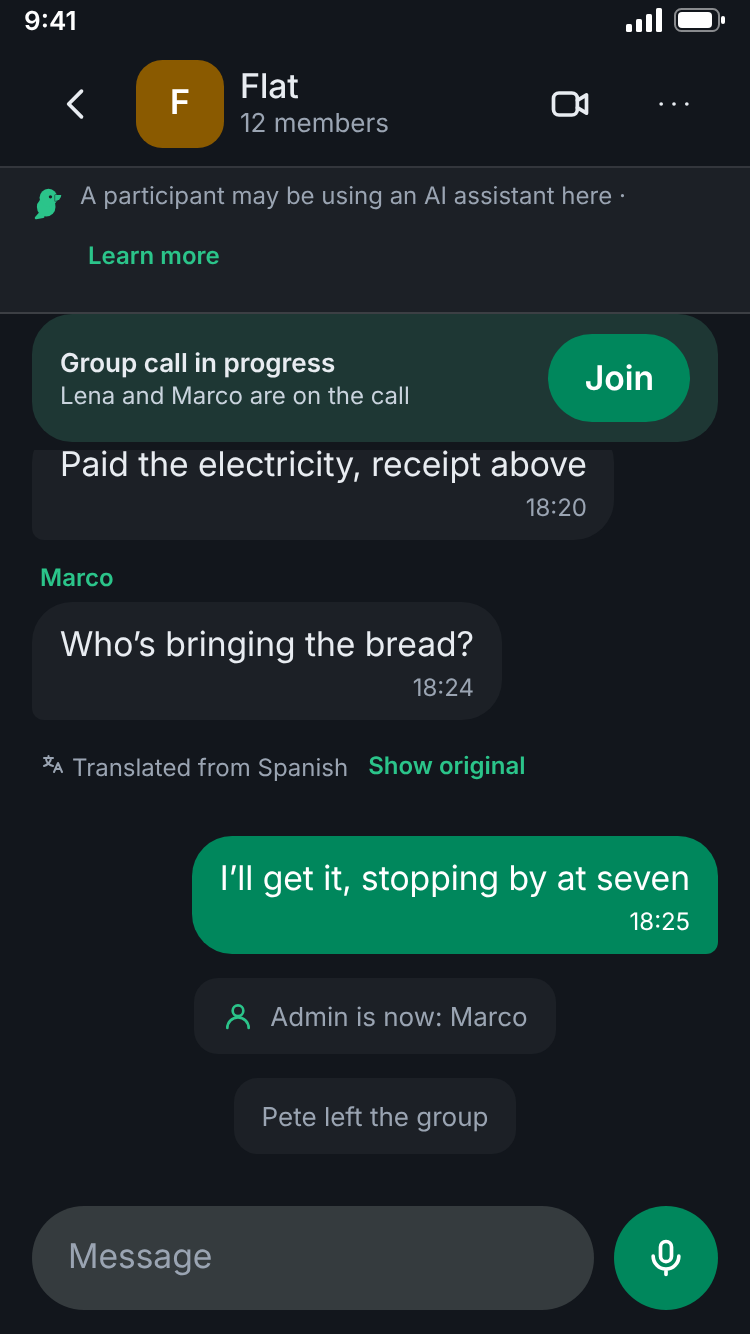 9:41
F
Flat
12 members
A participant may be using an AI assistant here ·
Learn more
Group call in progress
Lena and Marco are on the call
Join
Paid the electricity, receipt above
18:20
Marco
Who’s bringing the bread?
18:24
Translated from Spanish Show original
I’ll get it, stopping by at seven
18:25
Admin is now: Marco
Pete left the group
Message